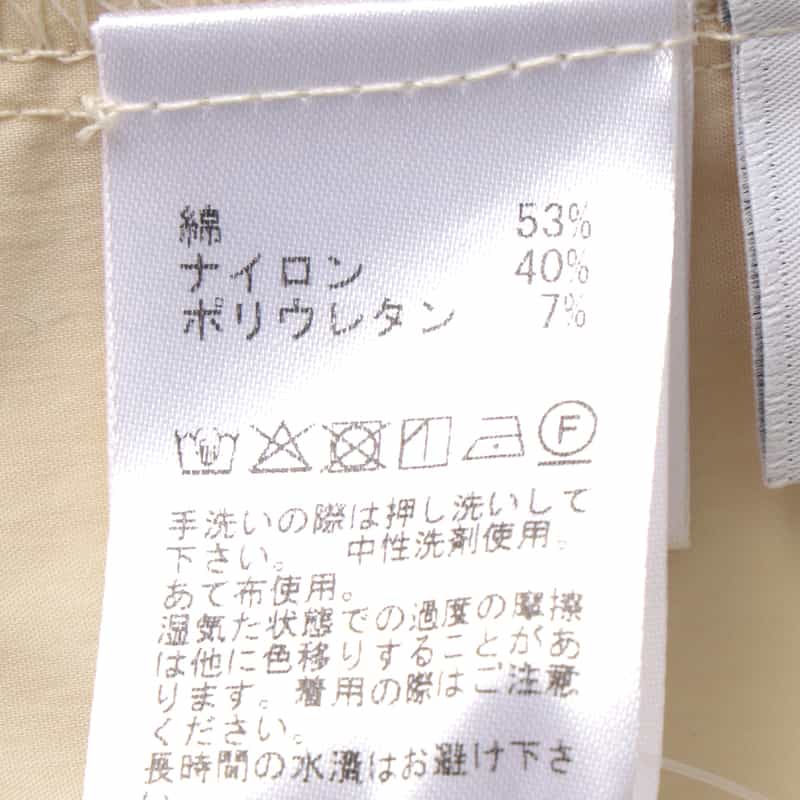 綿 53%
ナイロン 40%
ポリウレタン 7%
F
手洗いの際は押し洗いして
下さい。 中性洗剤使用。
あて布使用。
湿気た状態での過度の摩擦
は他に色移りすることがあ
ります。着用の際はご注意
ください。
長時間の水漬はお避け下さ
い